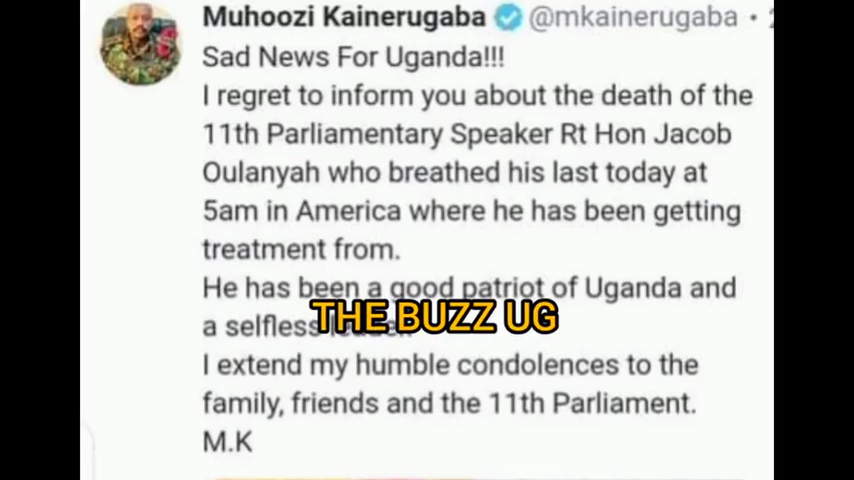 Muhoozi Kainerugaba @mkainerugaba ·
Sad News For Uganda!!!
I regret to inform you about the death of the
11th Parliamentary Speaker Rt Hon Jacob
Oulanyah who breathed his last today at
5am in America where he has been getting
treatment from.
He has been a good patriot of Uganda and
a selfless
THE BUZZ UG
I extend my humble condolences to the
family, friends and the 11th Parliament.
M.K